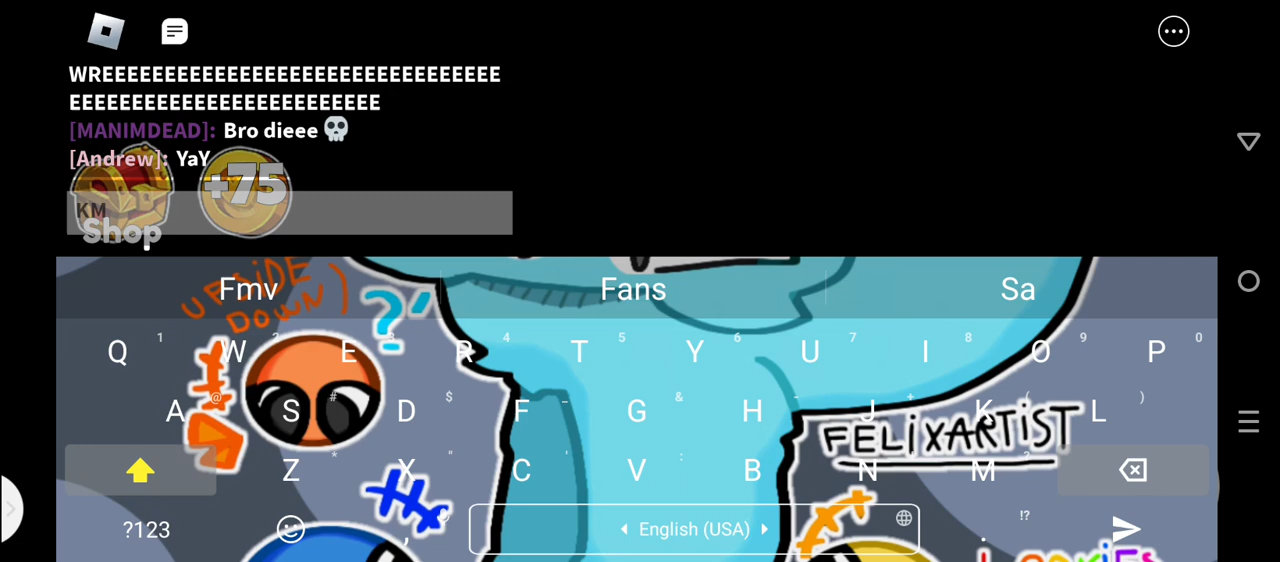 WREEEEEEEEEEEEEEEEEEEEEEEEEEEEEEEE
EEEEEEEEEEEEEEEEEEEEEEEEE
[MANIMDEAD]: Bro dieee 💀
[Andrew]: YaY
+75
KM
Shop
Fmv Fans Sa
UPSIDE
DOWN)
?!
1 2 3 4 5 6 7 8 9 0
Q W E R T Y U I O P
@ # $ _ & - + ( )
A S D F G H J K L
FELIXARTIST
* " ' : ?
Z X C V B N M
?123 , English (USA) . !?